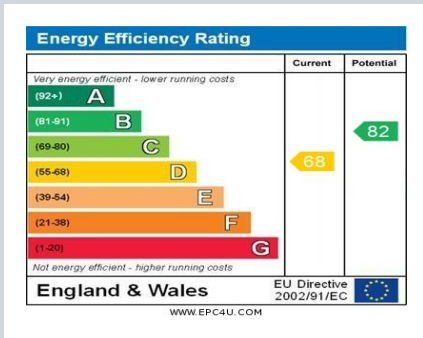 Energy Efficiency Rating
Current Potential
Very energy efficient - lower running costs
(92+) A
(81-91) B
(69-80) C
(55-68) D
(39-54) E
(21-38) F
(1-20) G
68
82
Not energy efficient - higher running costs
England & Wales
EU Directive
2002/91/EC
WWW.EPC4U.COM